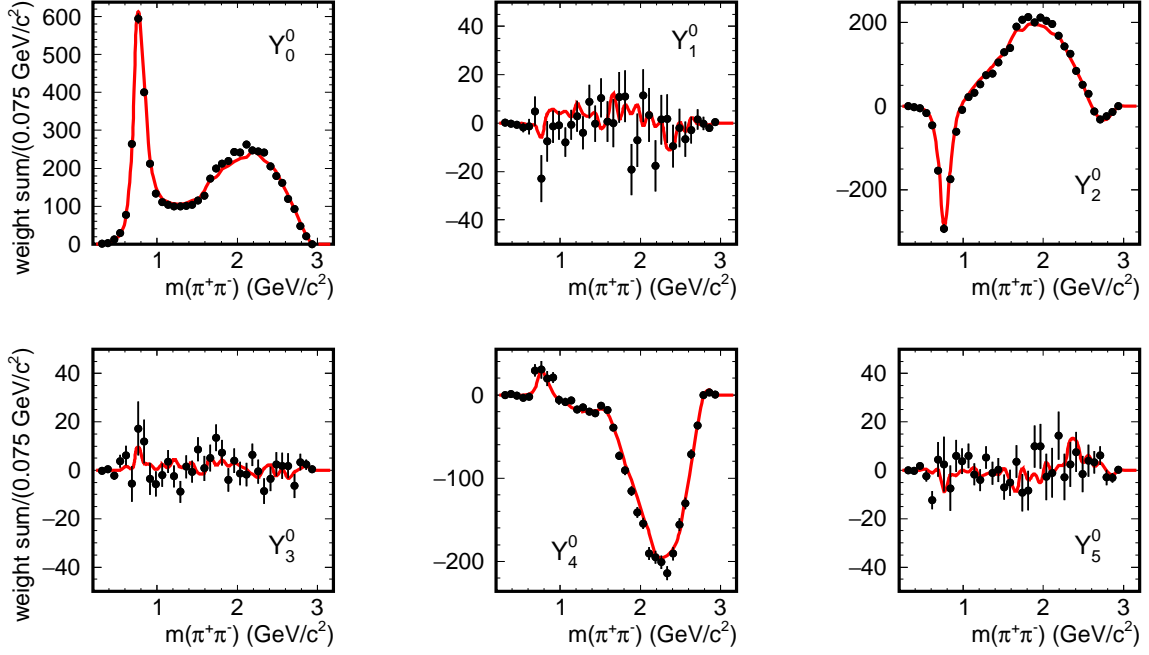 weight sum/(0.075 GeV/c²)
600
500
400
300
200
100
0
Y⁰₀
1 2 3
m(π⁺π⁻) (GeV/c²)
40
20
0
−20
−40
Y⁰₁
1 2 3
m(π⁺π⁻) (GeV/c²)
200
0
−200
Y⁰₂
1 2 3
m(π⁺π⁻) (GeV/c²)
weight sum/(0.075 GeV/c²)
40
20
0
−20
−40
Y⁰₃
1 2 3
m(π⁺π⁻) (GeV/c²)
0
−100
−200
Y⁰₄
1 2 3
m(π⁺π⁻) (GeV/c²)
40
20
0
−20
−40
Y⁰₅
1 2 3
m(π⁺π⁻) (GeV/c²)